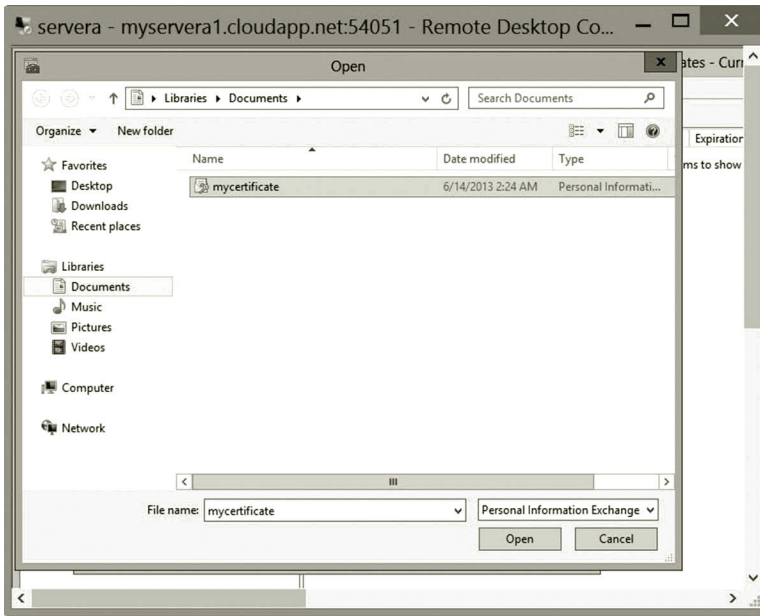 servera - myservera1.cloudapp.net:54051 - Remote Desktop Co...
Open
ates - Curr
Libraries Documents
Search Documents
Organize New folder
Expiration
Name Date modified Type
ms to show
Favorites
mycertificate 6/14/2013 2:24 AM Personal Informati...
Desktop
Downloads
Recent places
Libraries
Documents
Music
Pictures
Videos
Computer
Network
File name: mycertificate Personal Information Exchange
Open Cancel